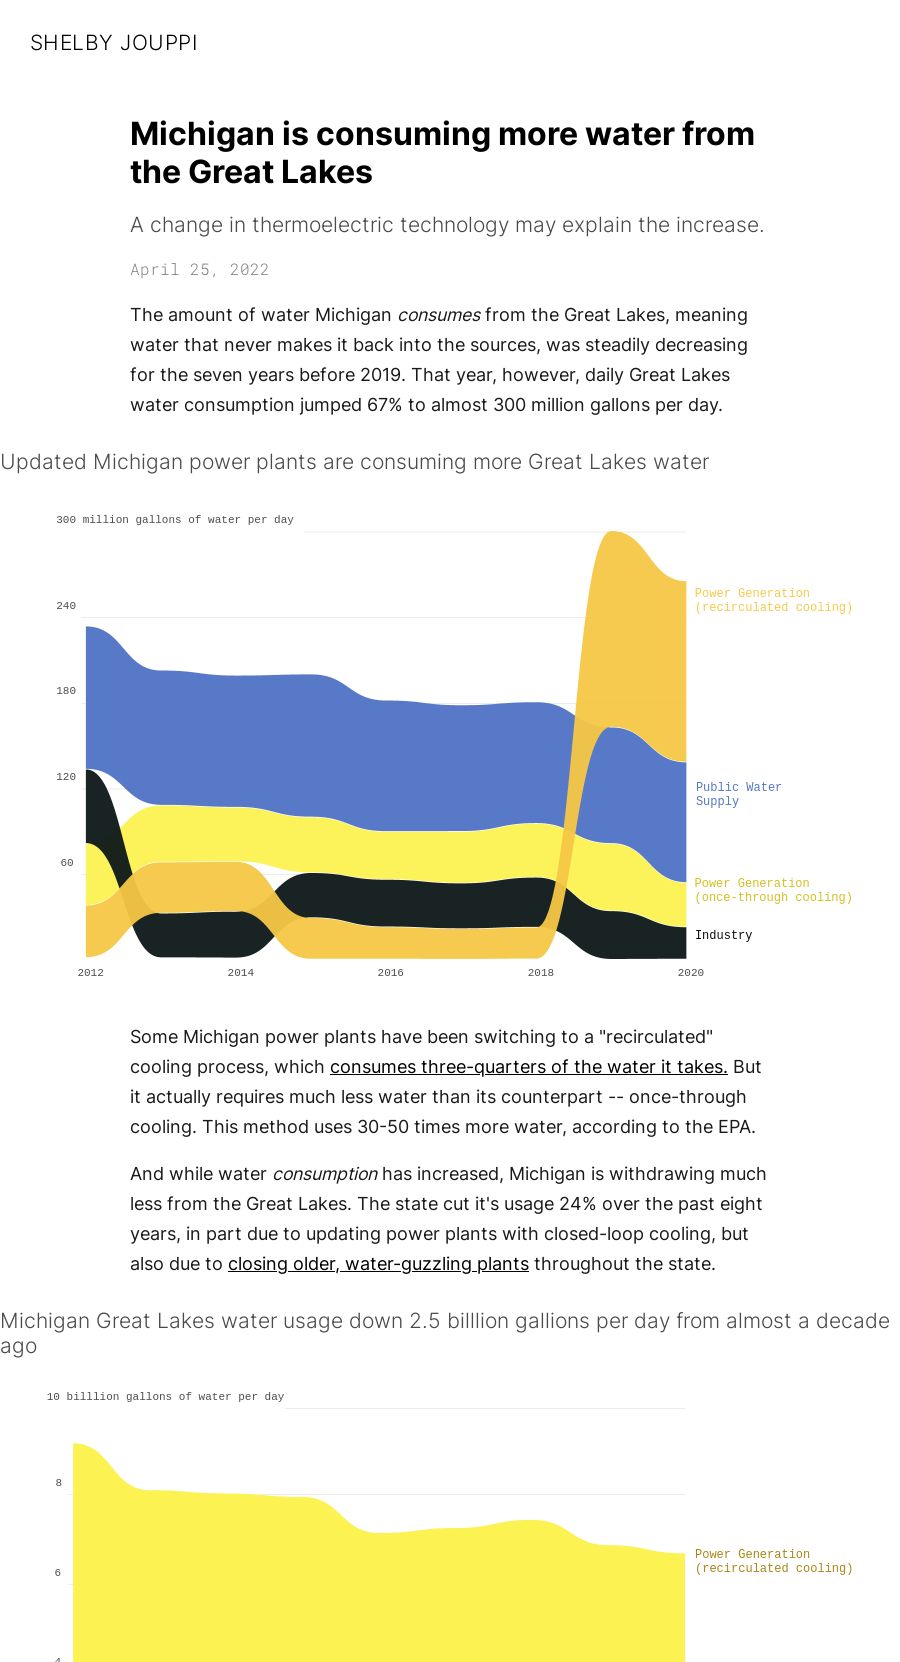 SHELBY JOUPPI
Michigan is consuming more water from
the Great Lakes
A change in thermoelectric technology may explain the increase.
April 25, 2022
The amount of water Michigan consumes from the Great Lakes, meaning
water that never makes it back into the sources, was steadily decreasing
for the seven years before 2019. That year, however, daily Great Lakes
water consumption jumped 67% to almost 300 million gallons per day.
Updated Michigan power plants are consuming more Great Lakes water
300 million gallons of water per day
240
180
120
60
Power Generation
(recirculated cooling)
Public Water
Supply
Power Generation
(once-through cooling)
Industry
2012
2014
2016
2018
2020
Some Michigan power plants have been switching to a "recirculated"
cooling process, which consumes three-quarters of the water it takes. But
it actually requires much less water than its counterpart -- once-through
cooling. This method uses 30-50 times more water, according to the EPA.
And while water consumption has increased, Michigan is withdrawing much
less from the Great Lakes. The state cut it's usage 24% over the past eight
years, in part due to updating power plants with closed-loop cooling, but
also due to closing older, water-guzzling plants throughout the state.
Michigan Great Lakes water usage down 2.5 billlion gallions per day from almost a decade
ago
10 billlion gallons of water per day
8
6
4
Power Generation
(recirculated cooling)